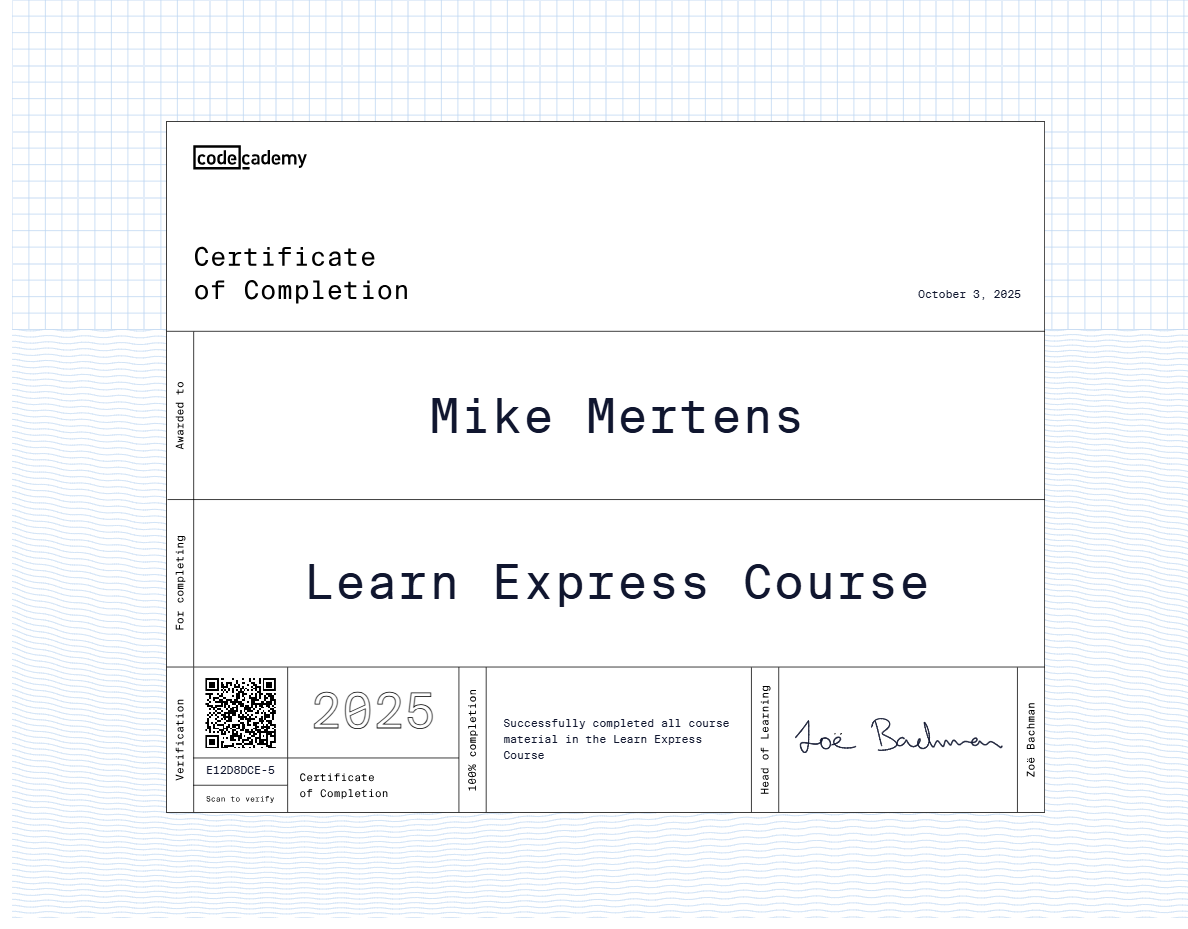 codecademy
Certificate
of Completion
October 3, 2025
Awarded to
Mike Mertens
For completing
Learn Express Course
Verification
E12D8DCE-5
Scan to verify
2025
Certificate
of Completion
100% completion
Successfully completed all course
material in the Learn Express
Course
Head of Learning
Zoë Bachman
Zoë Bachman